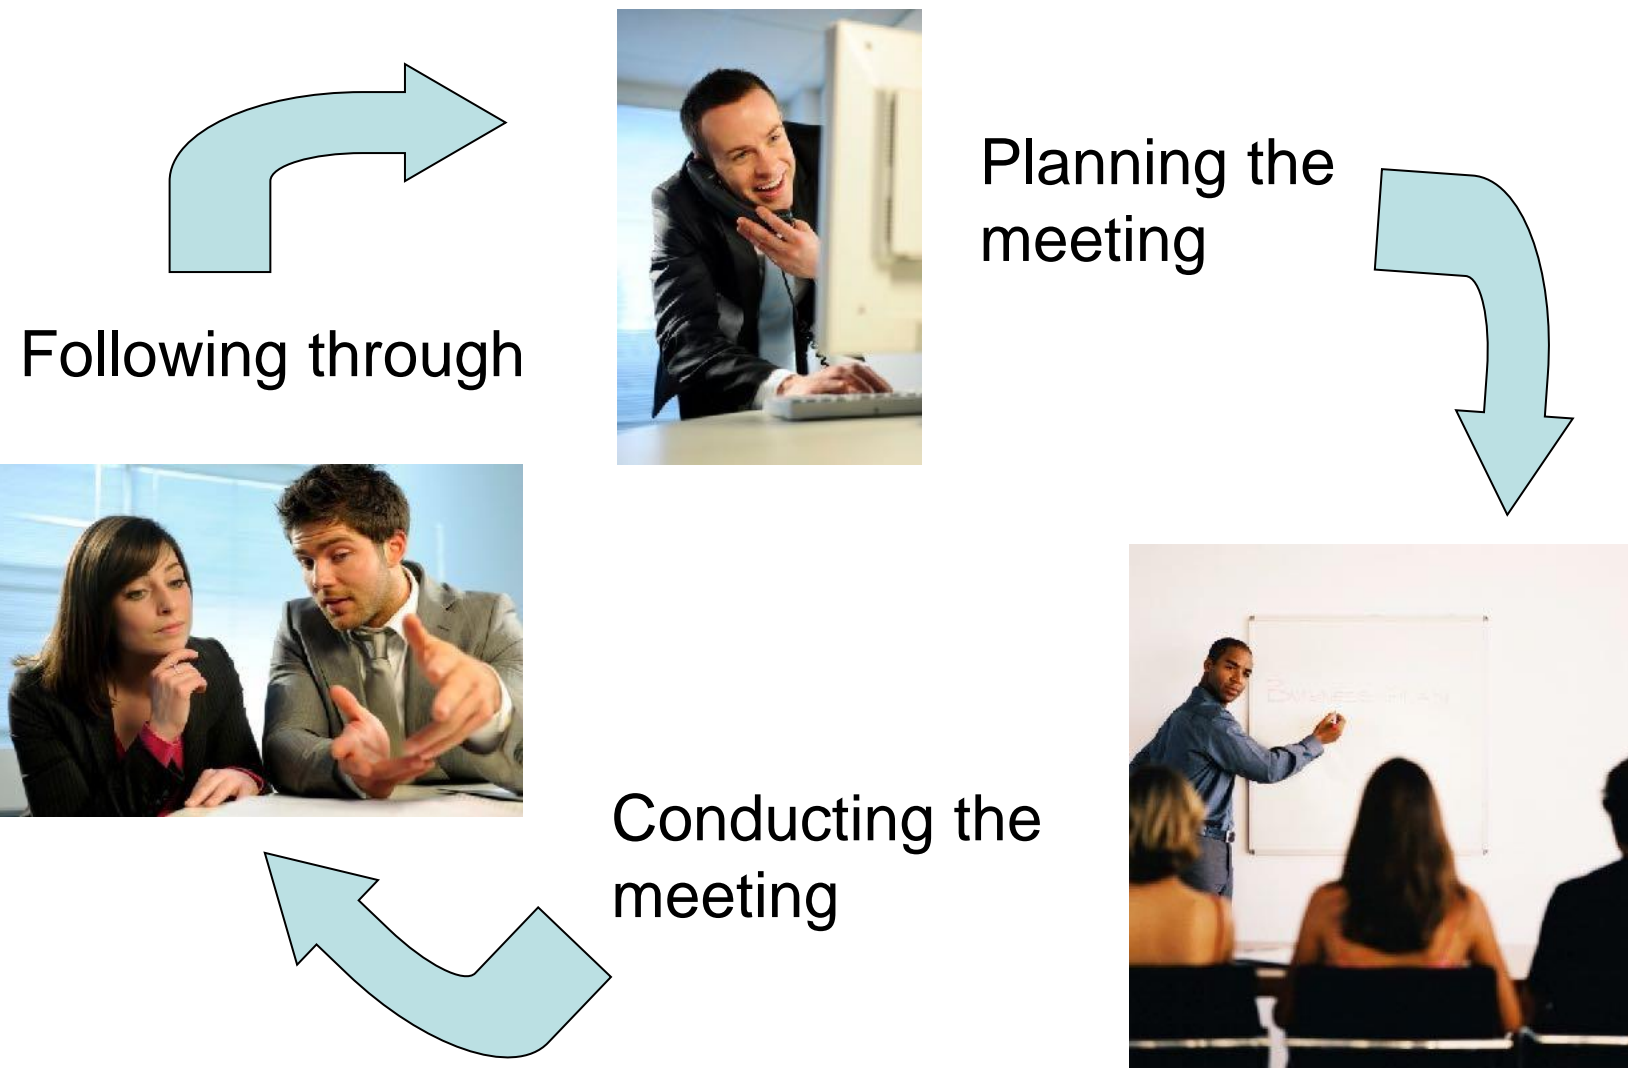 Planning the
meeting
Following through
Conducting the
meeting